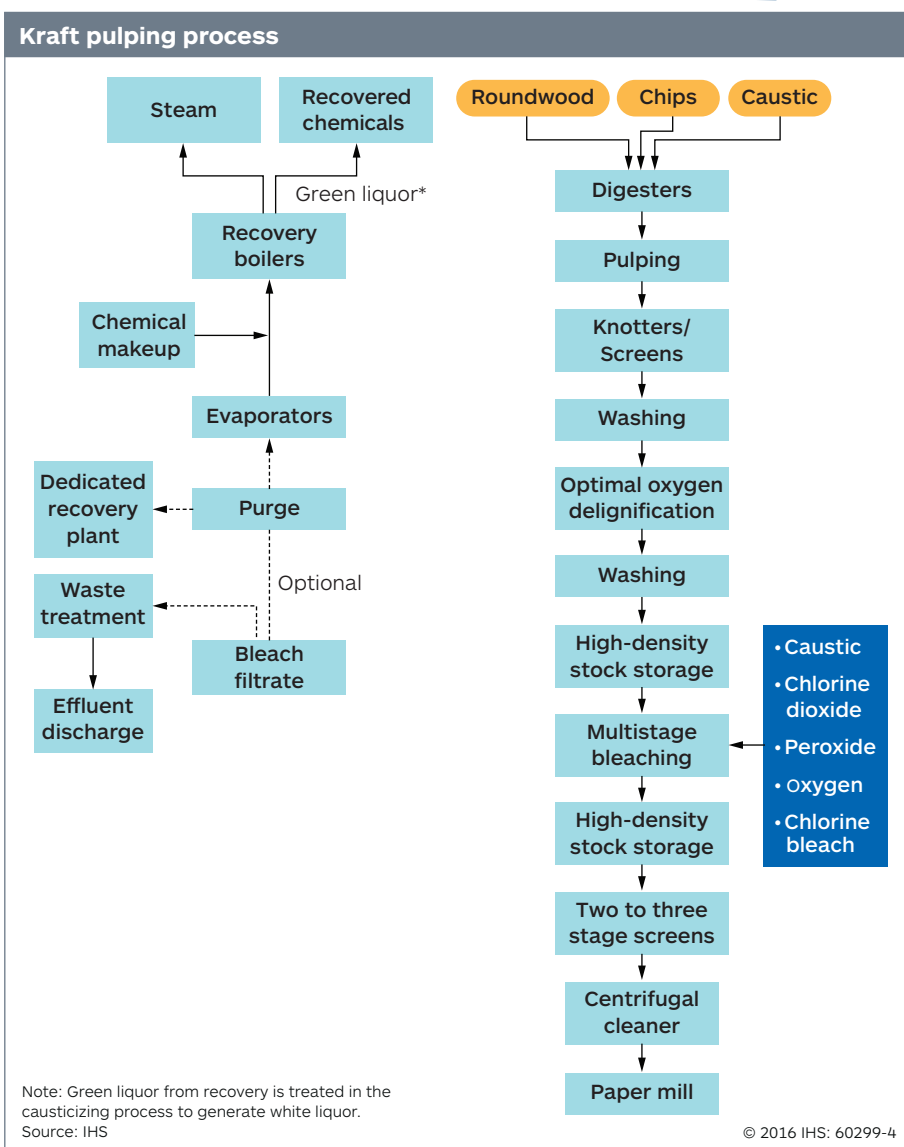 Kraft pulping process
Steam
Recovered
chemicals
Green liquor*
Recovery
boilers
Chemical
makeup
Evaporators
Dedicated
recovery
plant
Purge
Optional
Waste
treatment
Bleach
filtrate
Effluent
discharge
Roundwood
Chips
Caustic
Digesters
Pulping
Knotters/
Screens
Washing
Optimal oxygen
delignification
Washing
High-density
stock storage
Multistage
bleaching
• Caustic
• Chlorine
dioxide
• Peroxide
• Oxygen
• Chlorine
bleach
High-density
stock storage
Two to three
stage screens
Centrifugal
cleaner
Paper mill
Note: Green liquor from recovery is treated in the
causticizing process to generate white liquor.
Source: IHS
© 2016 IHS: 60299-4